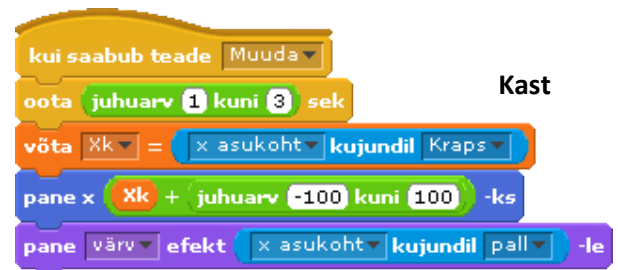 kui saabub teade Muuda
oota juhuarv 1 kuni 3 sek
Kast
võta Xk = x asukoht kujundil Kraps
pane x Xk + juhuarv -100 kuni 100 -ks
pane värv efekt x asukoht kujundil pall -le